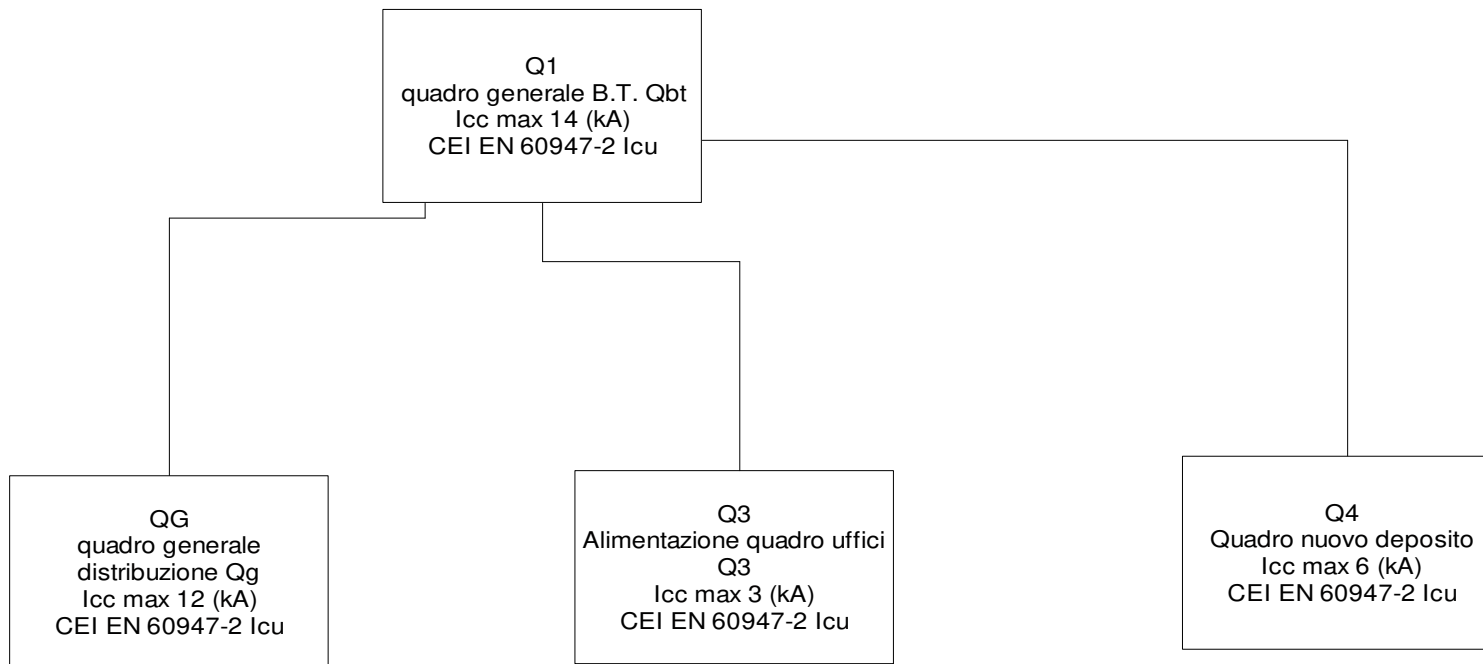 Q1
quadro generale B.T. Qbt
Icc max 14 (kA)
CEI EN 60947-2 Icu
QG
quadro generale
distribuzione Qg
Icc max 12 (kA)
CEI EN 60947-2 Icu
Q3
Alimentazione quadro uffici
Q3
Icc max 3 (kA)
CEI EN 60947-2 Icu
Q4
Quadro nuovo deposito
Icc max 6 (kA)
CEI EN 60947-2 Icu